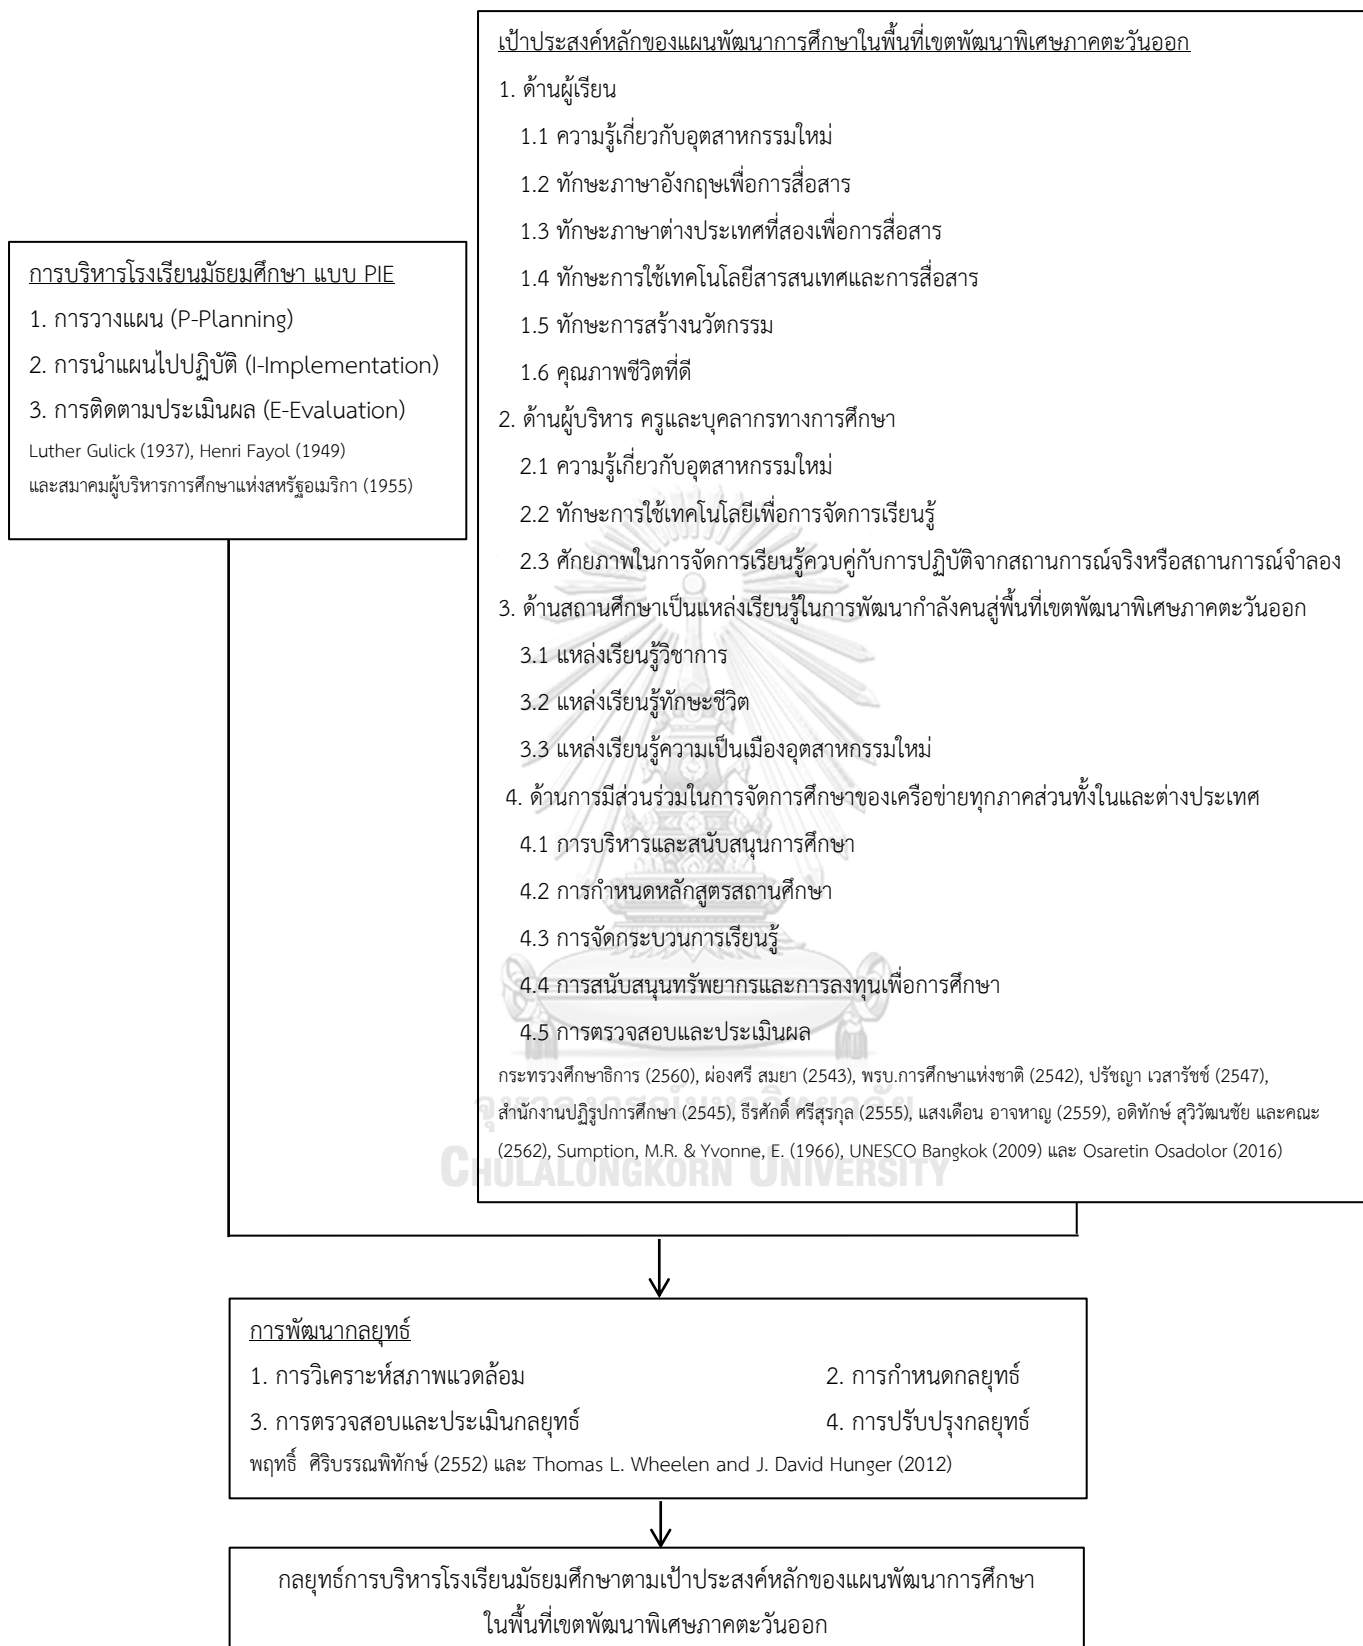 เป้าประสงค์หลักของแผนพัฒนาการศึกษาในพื้นที่เขตพัฒนาพิเศษภาคตะวันออก
1. ด้านผู้เรียน
1.1 ความรู้เกี่ยวกับอุตสาหกรรมใหม่
1.2 ทักษะภาษาอังกฤษเพื่อการสื่อสาร
1.3 ทักษะภาษาต่างประเทศที่สองเพื่อการสื่อสาร
1.4 ทักษะการใช้เทคโนโลยีสารสนเทศและการสื่อสาร
1.5 ทักษะการสร้างนวัตกรรม
1.6 คุณภาพชีวิตที่ดี
2. ด้านผู้บริหาร ครูและบุคลากรทางการศึกษา
2.1 ความรู้เกี่ยวกับอุตสาหกรรมใหม่
2.2 ทักษะการใช้เทคโนโลยีเพื่อการจัดการเรียนรู้
2.3 ศักยภาพในการจัดการเรียนรู้ควบคู่กับการปฏิบัติจากสถานการณ์จริงหรือสถานการณ์จำลอง
3. ด้านสถานศึกษาเป็นแหล่งเรียนรู้ในการพัฒนากำลังคนสู่พื้นที่เขตพัฒนาพิเศษภาคตะวันออก
3.1 แหล่งเรียนรู้วิชาการ
3.2 แหล่งเรียนรู้ทักษะชีวิต
3.3 แหล่งเรียนรู้ความเป็นเมืองอุตสาหกรรมใหม่
4. ด้านการมีส่วนร่วมในการจัดการศึกษาของเครือข่ายทุกภาคส่วนทั้งในและต่างประเทศ
4.1 การบริหารและสนับสนุนการศึกษา
4.2 การกำหนดหลักสูตรสถานศึกษา
4.3 การจัดกระบวนการเรียนรู้
4.4 การสนับสนุนทรัพยากรและการลงทุนเพื่อการศึกษา
4.5 การตรวจสอบและประเมินผล
กระทรวงศึกษาธิการ (2560), ผ่องศรี สมยา (2543), พรบ.การศึกษาแห่งชาติ (2542), ปรัชญา เวสารัชช์ (2547),
สำนักงานปฏิรูปการศึกษา (2545), ธีรศักดิ์ ศรีสุรกุล (2555), แสงเดือน อาจหาญ (2559), อดิทักษ์ สุวิวัฒนชัย และคณะ
(2562), Sumption, M.R. & Yvonne, E. (1966), UNESCO Bangkok (2009) และ Osaretin Osadolor (2016)
จุฬาลงกรณ์มหาวิทยาลัย
CHULALONGKORN UNIVERSITY
การบริหารโรงเรียนมัธยมศึกษา แบบ PIE
1. การวางแผน (P-Planning)
2. การนำแผนไปปฏิบัติ (I-Implementation)
3. การติดตามประเมินผล (E-Evaluation)
Luther Gulick (1937), Henri Fayol (1949)
และสมาคมผู้บริหารการศึกษาแห่งสหรัฐอเมริกา (1955)
การพัฒนากลยุทธ์
1. การวิเคราะห์สภาพแวดล้อม 2. การกำหนดกลยุทธ์
3. การตรวจสอบและประเมินกลยุทธ์ 4. การปรับปรุงกลยุทธ์
พฤทธิ์ ศิริบรรณพิทักษ์ (2552) และ Thomas L. Wheelen and J. David Hunger (2012)
กลยุทธ์การบริหารโรงเรียนมัธยมศึกษาตามเป้าประสงค์หลักของแผนพัฒนาการศึกษา
ในพื้นที่เขตพัฒนาพิเศษภาคตะวันออก